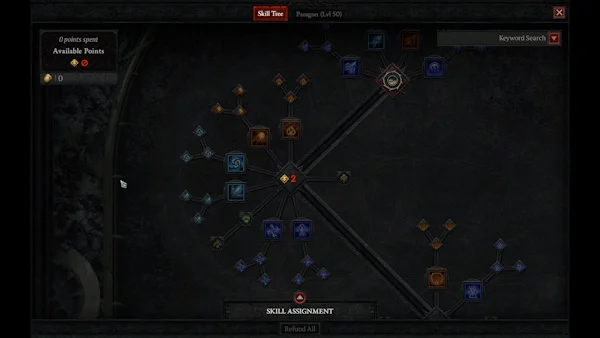 Skill Tree Paragon (Lvl 50)
0 points spent
Available Points
0
Keyword Search
2
SKILL ASSIGNMENT
Refund All